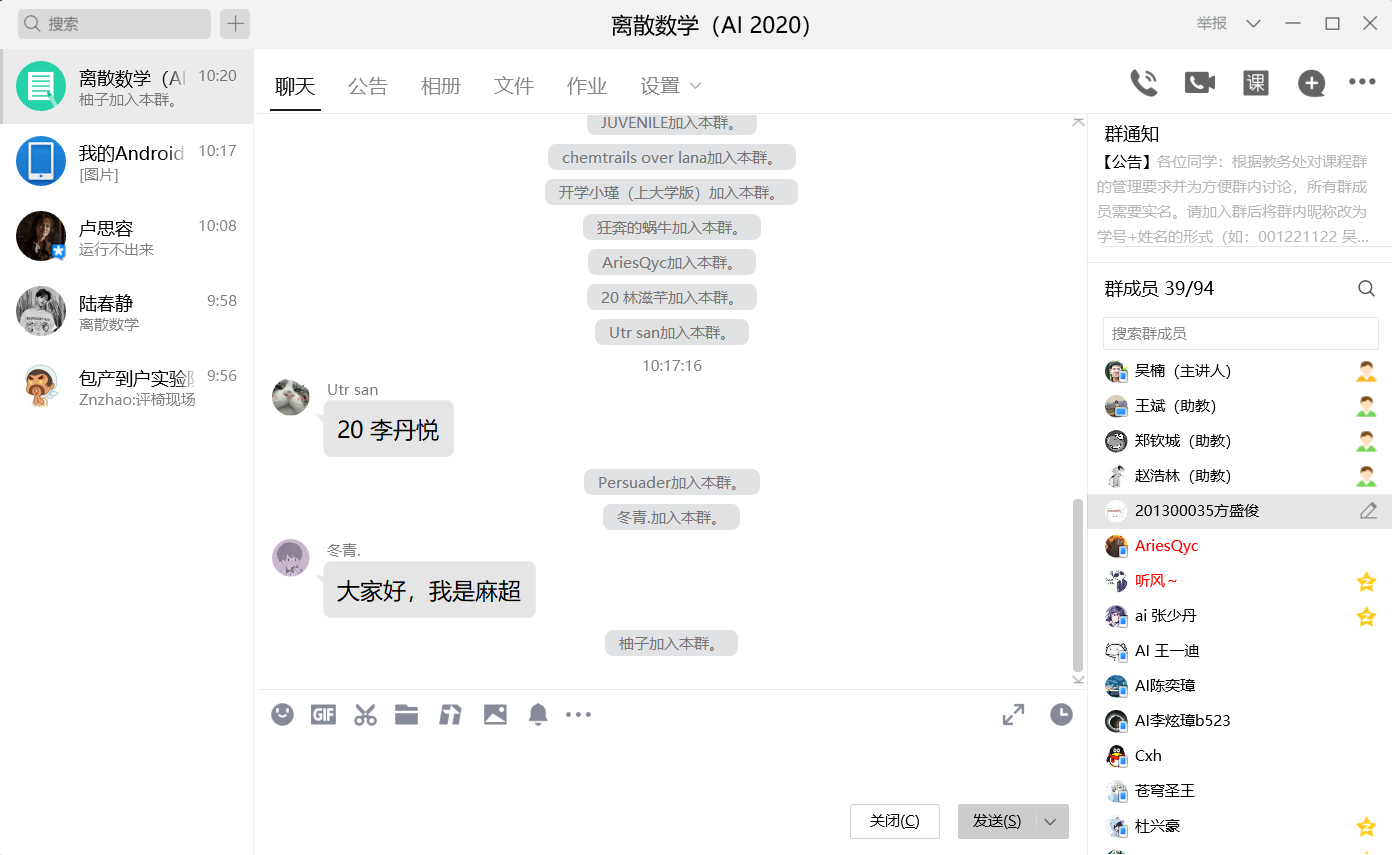 搜索
离散数学（AI 2020）
举报
离散数学（AI
10:20
柚子加入本群。
我的Android
10:17
[图片]
卢思容
10:08
运行不出来
陆春静
9:58
离散数学
包产到户实验队
9:56
Znzhao:评椅现场
聊天 公告 相册 文件 作业 设置
课
JUVENILE加入本群。
chemtrails over lana加入本群。
开学小瑾（上大学版）加入本群。
狂奔的蜗牛加入本群。
AriesQyc加入本群。
20 林滋芊加入本群。
Utr san加入本群。
10:17:16
Utr san
20 李丹悦
Persuader加入本群。
冬青.加入本群。
冬青.
大家好，我是麻超
柚子加入本群。
GIF
关闭(C) 发送(S)
群通知
【公告】各位同学：根据教务处对课程群
的管理要求并为方便群内讨论，所有群成
员需要实名。请加入群后将群内昵称改为
学号+姓名的形式（如：001221122 吴...
群成员 39/94
搜索群成员
吴楠（主讲人）
王斌（助教）
郑钦城（助教）
赵浩林（助教）
201300035方盛俊
AriesQyc
听风～
ai 张少丹
AI 王一迪
AI陈奕璋
AI李炫璋b523
Cxh
苍穹圣王
杜兴豪